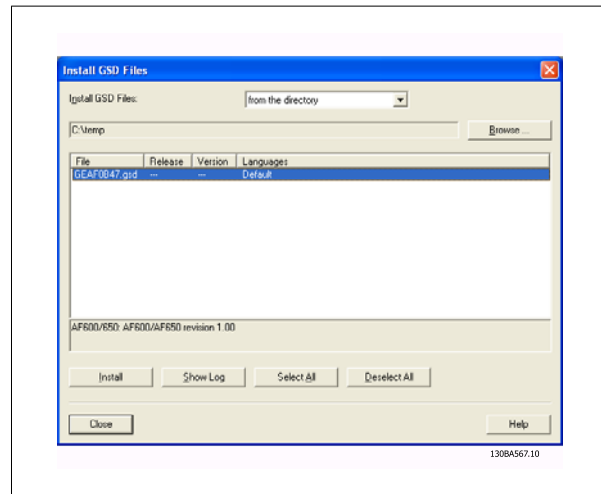 Install GSD Files
Install GSD Files: from the directory
C:\temp Browse ...
File Release Version Languages
GEAF0B47.gsd --- --- Default
AF600/650: AF600/AF650 revision 1.00
Install Show Log Select All Deselect All
Close Help
130BA567.10